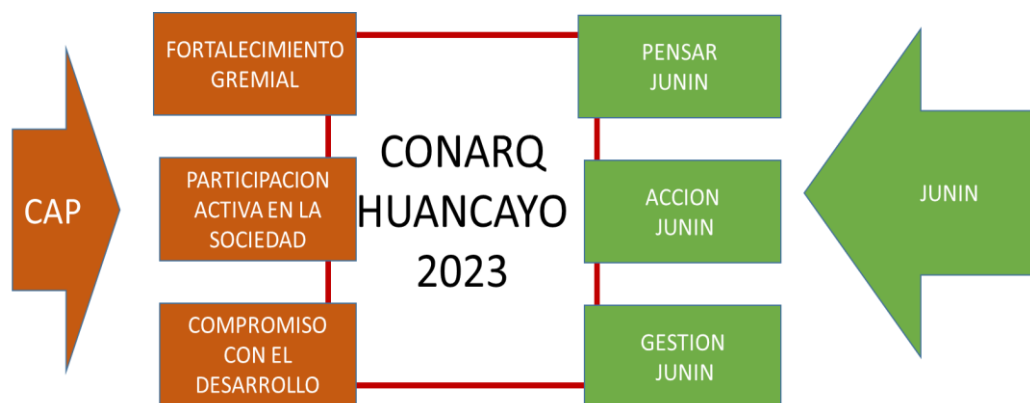 CAP
FORTALECIMIENTO
GREMIAL
PARTICIPACION
ACTIVA EN LA
SOCIEDAD
COMPROMISO
CON EL
DESARROLLO
CONARQ
HUANCAYO
2023
PENSAR
JUNIN
ACCION
JUNIN
GESTION
JUNIN
JUNIN